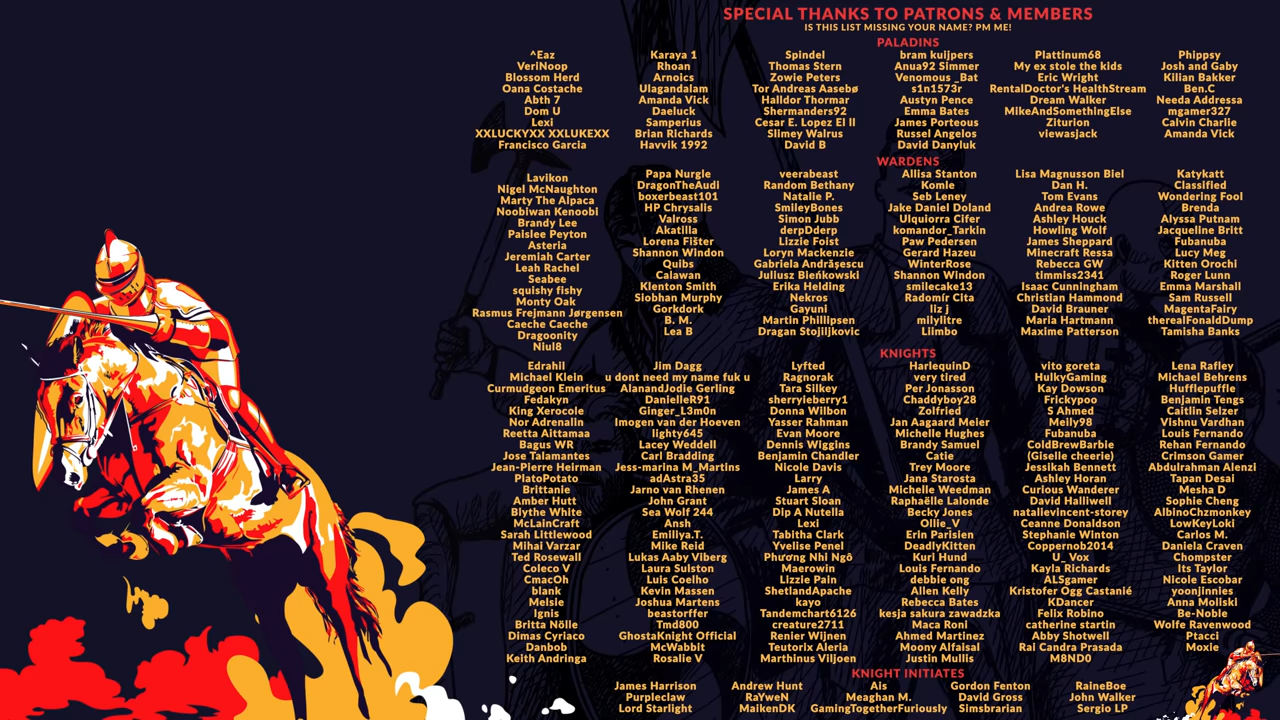 SPECIAL THANKS TO PATRONS & MEMBERS
IS THIS LIST MISSING YOUR NAME? PM ME!
PALADINS
^Eaz
VerlNoop
Blossom Herd
Oana Costache
Abth 7
Dom U
Lexi
XXLUCKYXX XXLUKEXX
Francisco Garcia
Karaya 1
Rhoan
Arnoics
Ulagandalam
Amanda Vick
Daeluck
Samperius
Brian Richards
Havvik 1992
Spindel
Thomas Stern
Zowie Peters
Tor Andreas Aasebø
Halldor Thormar
Shermanders92
Cesar E. Lopez El II
Slimey Walrus
David B
bram kuijpers
Anua92 Simmer
Venomous _Bat
s1n1573r
Austyn Pence
Emma Bates
James Porteous
Russel Angelos
David Danyluk
Plattinum68
My ex stole the kids
Eric Wright
RentalDoctor's HealthStream
Dream Walker
MikeAndSomethingElse
Ziturion
viewasjack
Phippsy
Josh and Gaby
Kilian Bakker
Ben.C
Needa Addressa
mgamer327
Calvin Charlie
Amanda Vick
WARDENS
Lavikon
Nigel McNaughton
Marty The Alpaca
Noobiwan Kenoobi
Brandy Lee
Paislee Peyton
Asteria
Jeremiah Carter
Leah Rachel
Seabee
squishy fishy
Monty Oak
Rasmus Frejmann Jørgensen
Caeche Caeche
Dragoonity
Niul8
Papa Nurgle
DragonTheAudi
boxerbeast101
HP Chrysalis
Valross
Akatilla
Lorena Fišter
Shannon Windon
Quibs
Calawan
Klenton Smith
Siobhan Murphy
Gorkdork
B. M.
Lea B
veerabeast
Random Bethany
Natalie P.
SmileyBones
Simon Jubb
derpDderp
Lizzie Foist
Loryn Mackenzie
Gabriela Andrășescu
Juliusz Bieńkowski
Erika Helding
Nekros
Gayuni
Martin Phillipsen
Dragan Stojiljkovic
Allisa Stanton
Komle
Seb Leney
Jake Daniel Doland
Ulquiorra Cifer
komandor_Tarkin
Paw Pedersen
Gerard Hazeu
WinterRose
Shannon Windon
smilecake13
Radomír Cita
liz j
milylitre
Llimbo
Lisa Magnusson Biel
Dan H.
Tom Evans
Andrea Rowe
Ashley Houck
Howling Wolf
James Sheppard
Minecraft Ressa
Rebecca GW
timmiss2341
Isaac Cunningham
Christian Hammond
David Brauner
Maria Hartmann
Maxime Patterson
Katykatt
Classified
Wondering Fool
Brenda
Alyssa Putnam
Jacqueline Britt
Fubanuba
Lucy Meg
Kitten Orochi
Roger Lunn
Emma Marshall
Sam Russell
MagentaFairy
therealFonaldDump
Tamisha Banks
KNIGHTS
Edrahil
Michael Klein
Curmudgeon Emeritus
Fedakyn
King Xerocole
Nor Adrenalin
Reetta Aittamaa
Bagus WR
Jose Talamantes
Jean-Pierre Heirman
PlatoPotato
Brittanie
Amber Hutt
Blythe White
McLainCraft
Sarah Littlewood
Mihai Varzar
Ted Rosewall
Coleco V
CmacOh
blank
Melsie
Ignis
Britta Nölle
Dimas Cyriaco
Danbob
Keith Andringa
Jim Dagg
u dont need my name fuk u
AlanandJodie Gerling
DanielleR91
Ginger_L3m0n
Imogen van der Hoeven
lighty645
Lacey Weddell
Carl Bradding
Jess-marina M_Martins
adAstra35
Jarno van Rhenen
John Grant
Sea Wolf 244
Ansh
Emiliya.T.
Mike Reid
Lukas Aaby Viberg
Laura Sulston
Luis Coelho
Kevin Massen
Joshua Martens
beastorffer
Tmd800
GhostaKnight Official
McWabbit
Rosalie V
Lyfted
Ragnorak
Tara Silkey
sherryleberry1
Donna Wilbon
Yasser Rahman
Evan Moore
Dennis Wiggins
Benjamin Chandler
Nicole Davis
Larry
James A
Stuart Sloan
Dip A Nutella
Lexi
Tabitha Clark
Yvelise Penel
Phương Nhi Ngô
Maerowin
Lizzie Pain
ShetlandApache
kayo
Tandemchart6126
creature2711
Renier Wijnen
Teutorix Aleria
Marthinus Viljoen
HarlequinD
very tired
Per Jonasson
Chaddyboy28
Zolfried
Jan Aagaard Meier
Michelle Hughes
Brandy Samuel
Catie
Trey Moore
Jana Starosta
Michelle Weedman
Raphaëlle Lalonde
Becky Jones
Ollie_V
Erin Parisien
DeadlyKitten
Kuri Hund
Louis Fernando
debbie ong
Allen Kelly
Rebecca Bates
kesja sakura zawadzka
Maca Roni
Ahmed Martinez
Moony Alfaisal
Justin Mullis
vito goreta
HulkyGaming
Kay Dowson
Frickypoo
S Ahmed
Meily98
Fubanuba
ColdBrewBarbie
(Giselle cheerie)
Jessikah Bennett
Ashley Horan
Curious Wanderer
David Halliwell
natalievincent-storey
Ceanne Donaldson
Stephanie Winton
Coppernob2014
U_ Vox
Kayla Richards
ALSgamer
Kristofer Ogg Castanié
KDancer
Felix Robino
catherine startin
Abby Shotwell
Rai Candra Prasada
M8ND0
Lena Rafley
Michael Behrens
Huffiepuffie
Benjamin Tengs
Caitlin Selzer
Vishnu Vardhan
Louis Fernando
Rehan Fernando
Crimson Gamer
Abdulrahman Alenzi
Tapan Desai
Mesha D
Sophie Cheng
AlbinoChzmonkey
LowKeyLoki
Carlos M.
Daniela Craven
Chompster
Its Taylor
Nicole Escobar
yoonjinnies
Anna Moliski
Be-Noble
Wolfe Ravenwood
Ptacci
Moxie
KNIGHT INITIATES
James Harrison
Purpleclaw
Lord Starlight
Andrew Hunt
RaYweN
MaikenDK
Ais
Meaghan M.
GamingTogetherFuriously
Gordon Fenton
David Gross
Simsbrarian
RaineBoe
John Walker
Sergio LP